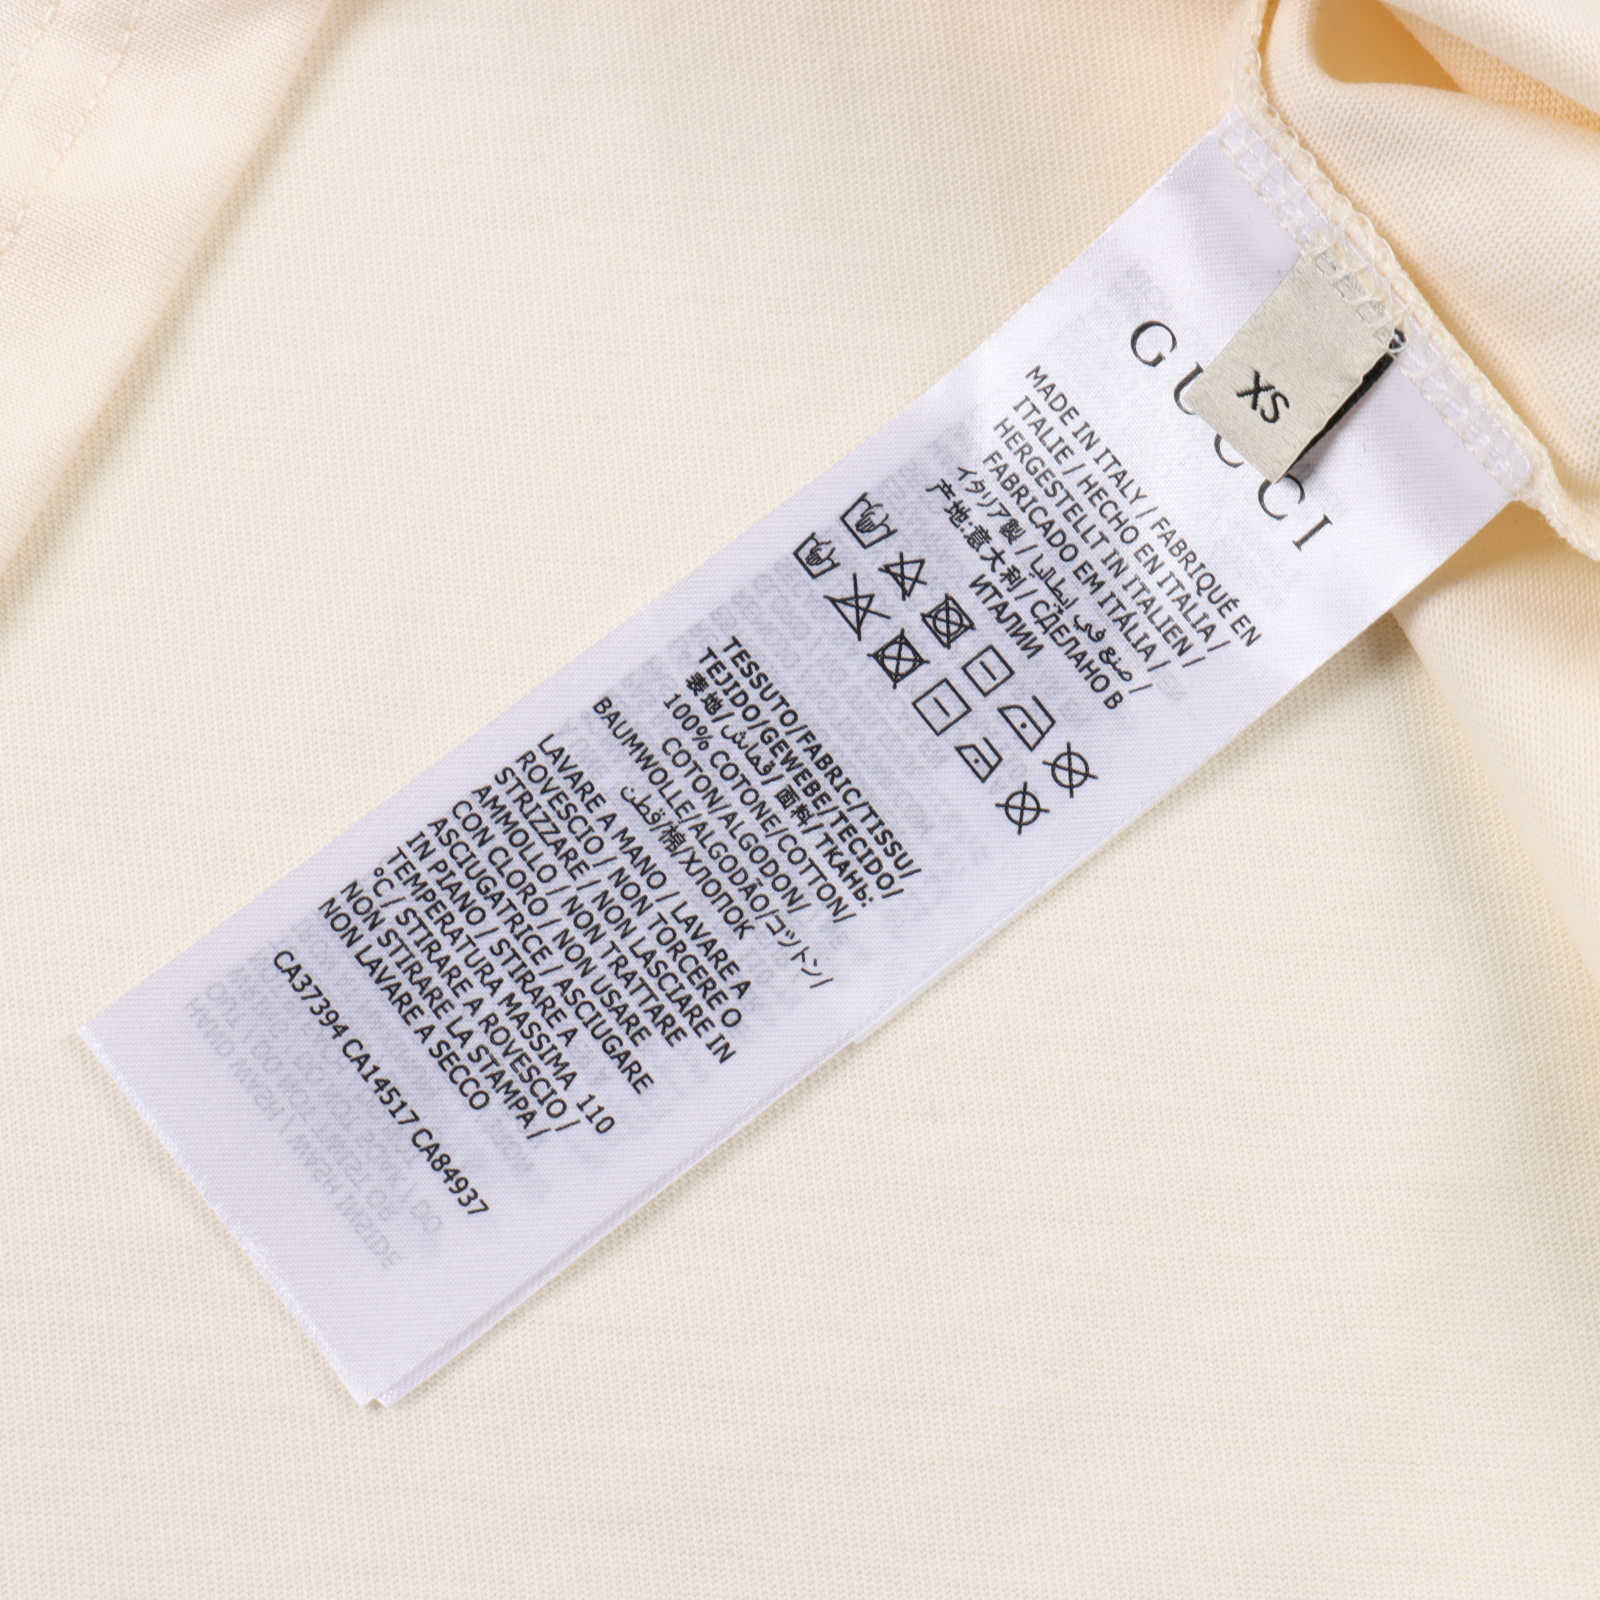 GUCCI
XS
MADE IN ITALY / FABRIQUÉ EN
ITALIE / HECHO EN ITALIA /
HERGESTELLT IN ITALIEN /
FABRICADO EM ITÁLIA /
イタリア製 / صنع في إيطاليا /
产地:意大利 / СДЕЛАНО В
ИТАЛИИ
TESSUTO/FABRIC/TISSU/
TEJIDO/GEWEBE/TECIDO/
表地/قماش/面料/ТКАНЬ:
100% COTONE/COTTON/
COTON/ALGODON/
BAUMWOLLE/ALGODÃO/コットン/
قطن/棉/ХЛОПОК
LAVARE A MANO / LAVARE A
ROVESCIO / NON TORCERE O
STRIZZARE / NON LASCIARE IN
AMMOLLO / NON TRATTARE
CON CLORO / NON USARE
ASCIUGATRICE / ASCIUGARE
IN PIANO / STIRARE A
TEMPERATURA MASSIMA 110
°C / STIRARE A ROVESCIO /
NON STIRARE LA STAMPA /
NON LAVARE A SECCO
CA37394 CA14517 CA84937